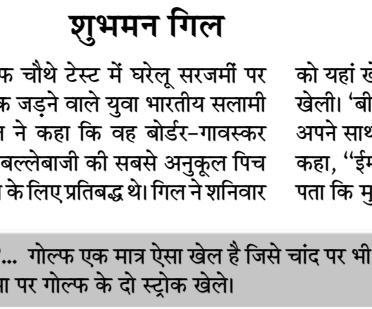 शुभमन गिल
फ चौथे टेस्ट में घरेलू सरजमीं पर
क जड़ने वाले युवा भारतीय सलामी
न ने कहा कि वह बोर्डर-गावस्कर
बल्लेबाजी की सबसे अनुकूल पिच
के लिए प्रतिबद्ध थे। गिल ने शनिवार
को यहां खे
खेली। ‘बी
अपने साथ
कहा, ‘‘ईम
पता कि मु
... गोल्फ एक मात्र ऐसा खेल है जिसे चांद पर भी
पर गोल्फ के दो स्ट्रोक खेले।